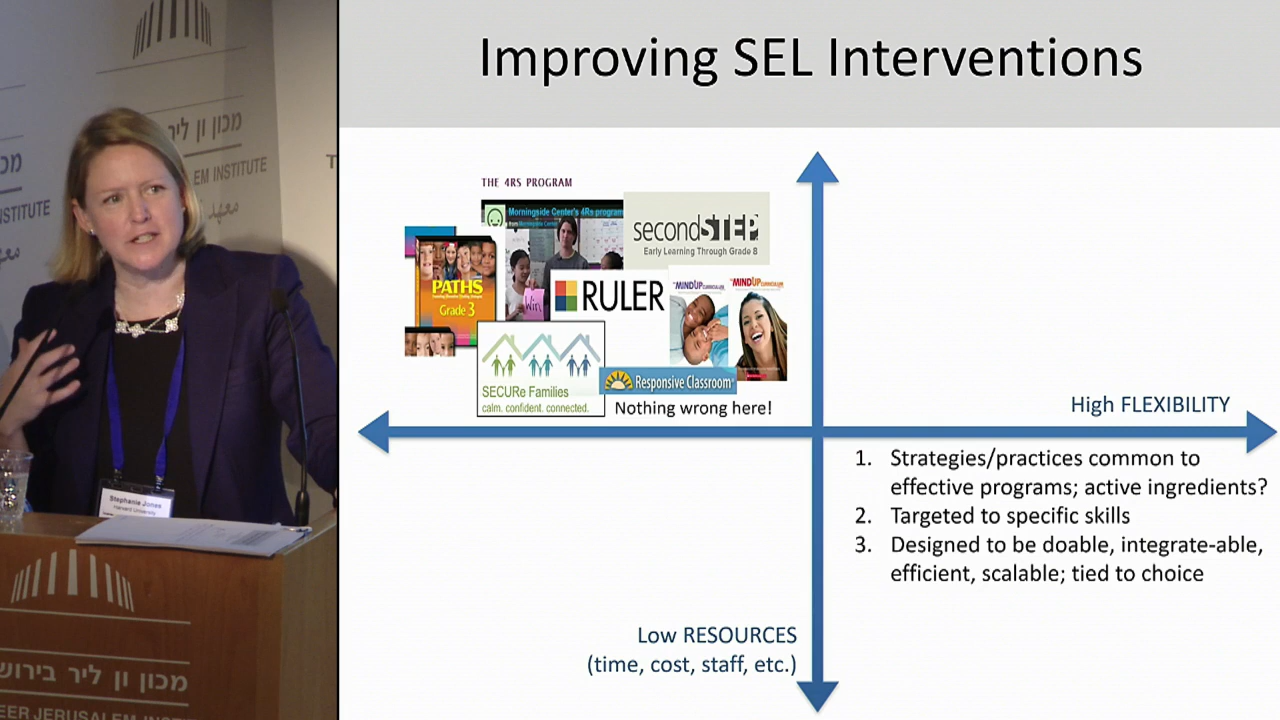 Improving SEL Interventions
THE 4RS PROGRAM
Morningside Center's 4Rs program
secondSTEP
Early Learning Through Grade 8
PATHS
Grade 3
Win
RULER
MINDUP CURRICULUM
MINDUP CURRICULUM
SECURe Families
calm. confident. connected.
Responsive Classroom
Nothing wrong here!
High FLEXIBILITY
1. Strategies/practices common to
effective programs; active ingredients?
2. Targeted to specific skills
3. Designed to be doable, integrate-able,
efficient, scalable; tied to choice
Low RESOURCES
(time, cost, staff, etc.)
מכון ון ליר
EM INSTITUTE
מכ
NSTITUTE
معهد
Stephanie Jones
Harvard University
מכון ון ליר בירוש
EER JERUSALEM INST